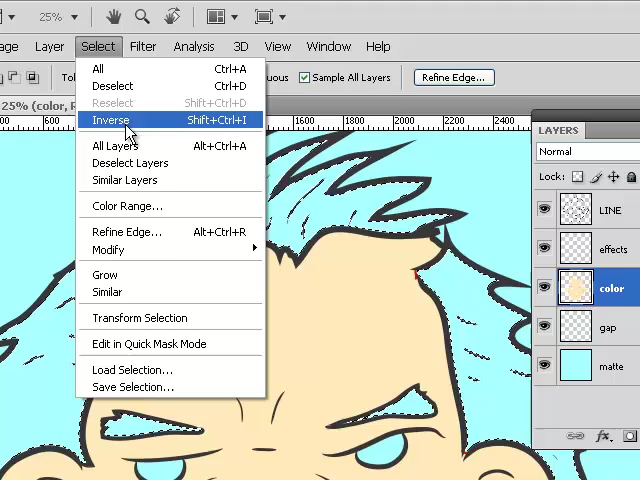 25%
age Layer Select Filter Analysis 3D View Window Help
Tol uous Sample All Layers Refine Edge...
25% (color, R
600 1600 1800 2000 2200 2400
All Ctrl+A
Deselect Ctrl+D
Reselect Shift+Ctrl+D
Inverse Shift+Ctrl+I
All Layers Alt+Ctrl+A
Deselect Layers
Similar Layers
Color Range...
Refine Edge... Alt+Ctrl+R
Modify
Grow
Similar
Transform Selection
Edit in Quick Mask Mode
Load Selection...
Save Selection...
LAYERS
Normal
Lock:
LINE
effects
color
gap
matte
fx.